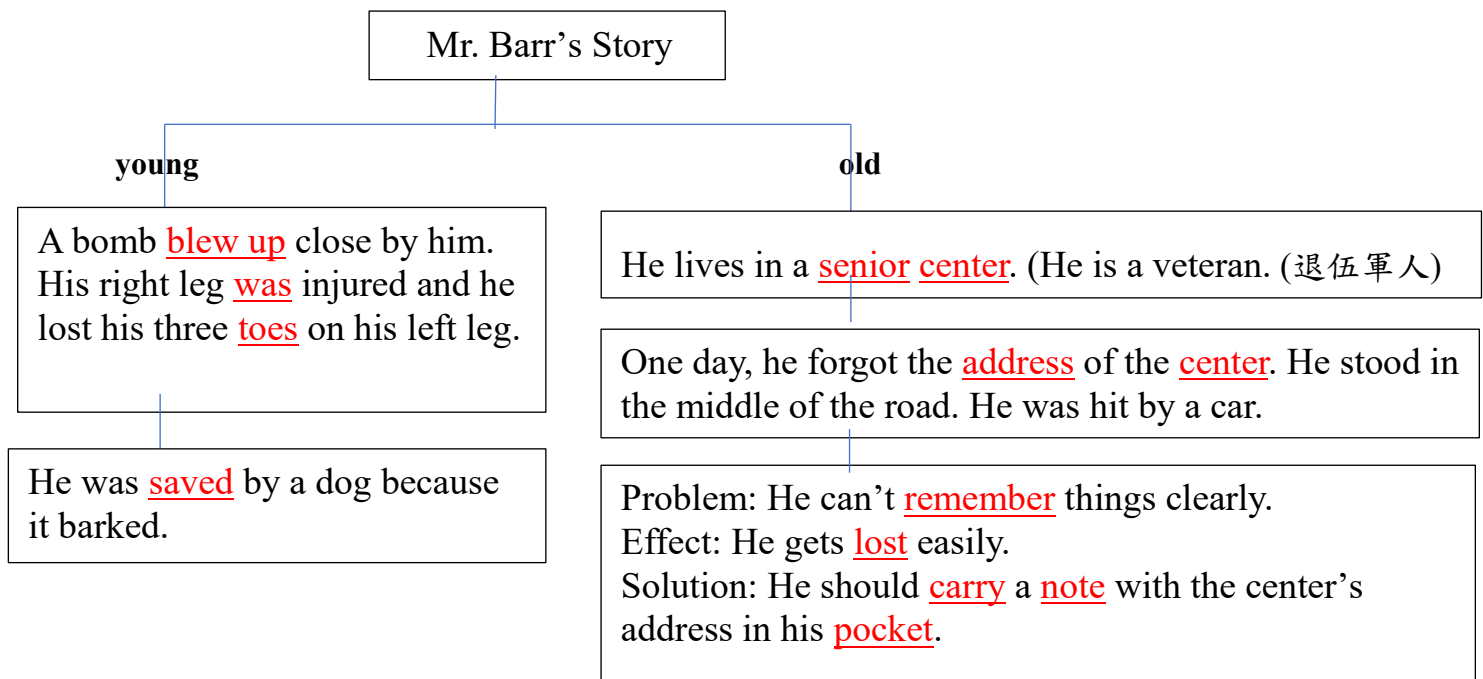 Mr. Barr’s Story
young
A bomb blew up close by him.
His right leg was injured and he
lost his three toes on his left leg.
He was saved by a dog because
it barked.
old
He lives in a senior center. (He is a veteran. (退伍軍人)
One day, he forgot the address of the center. He stood in
the middle of the road. He was hit by a car.
Problem: He can’t remember things clearly.
Effect: He gets lost easily.
Solution: He should carry a note with the center’s
address in his pocket.